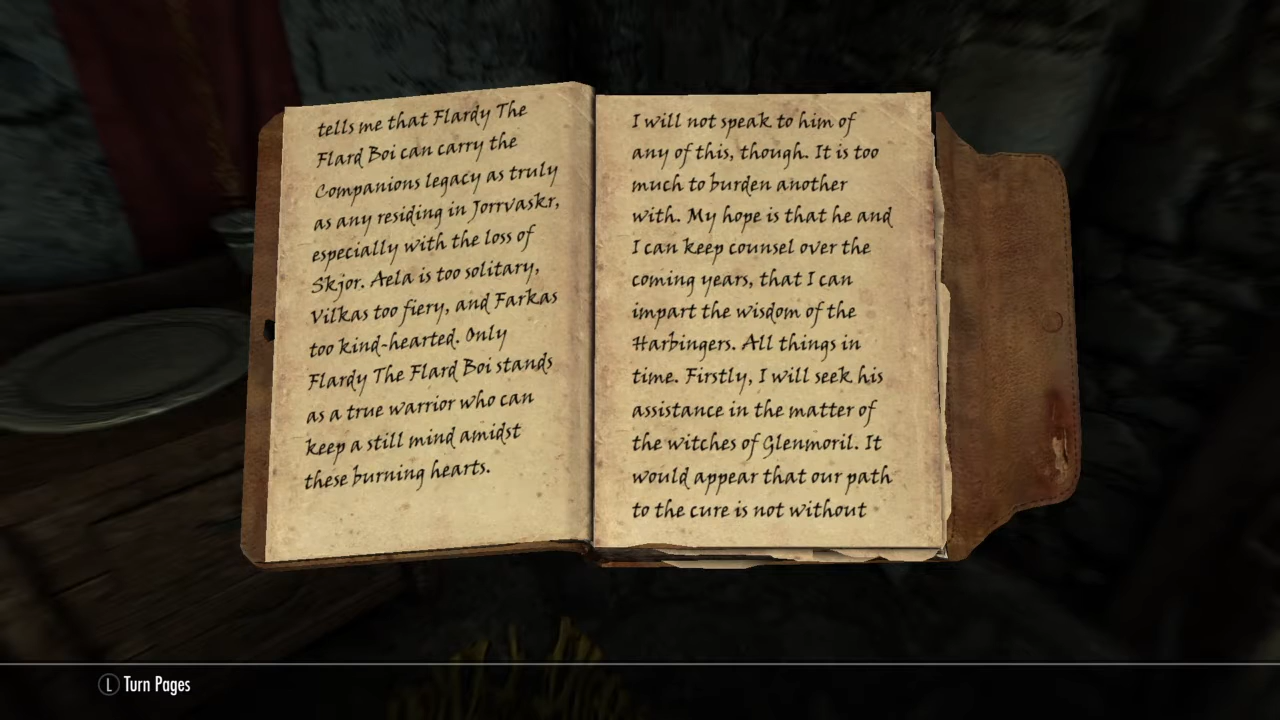 tells me that Flardy The
Flard Boi can carry the
Companions legacy as truly
as any residing in Jorrvaskr,
especially with the loss of
Skjor. Aela is too solitary,
Vilkas too fiery, and Farkas
too kind-hearted. Only
Flardy The Flard Boi stands
as a true warrior who can
keep a still mind amidst
these burning hearts.
I will not speak to him of
any of this, though. It is too
much to burden another
with. My hope is that he and
I can keep counsel over the
coming years, that I can
impart the wisdom of the
Harbingers. All things in
time. Firstly, I will seek his
assistance in the matter of
the witches of Glenmoril. It
would appear that our path
to the cure is not without
L Turn Pages